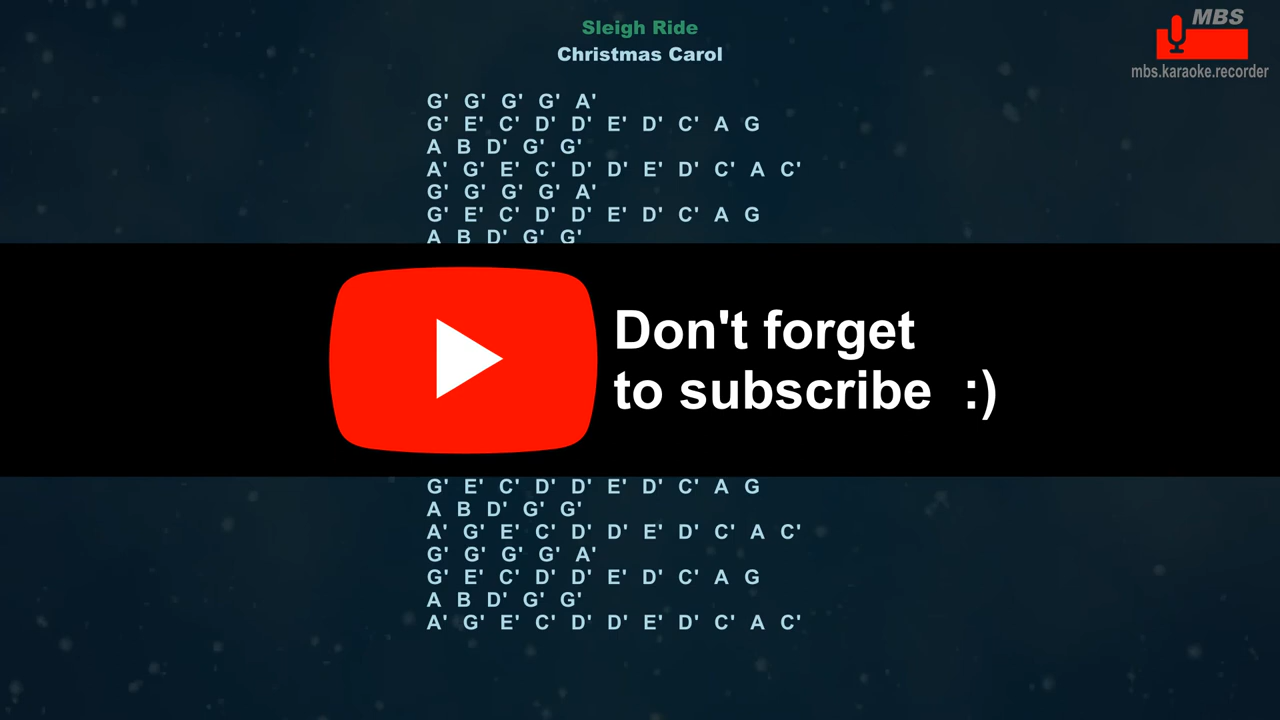 Sleigh Ride
MBS
Christmas Carol
mbs.karaoke.recorder
G' G' G' G' A'
G' E' C' D' D' E' D' C' A G
A B D' G' G'
A' G' E' C' D' D' E' D' C' A C'
G' G' G' G' A'
G' E' C' D' D' E' D' C' A G
A B D' G' G'
Don't forget
to subscribe :)
G' E' C' D' D' E' D' C' A G
A B D' G' G'
A' G' E' C' D' D' E' D' C' A C'
G' G' G' G' A'
G' E' C' D' D' E' D' C' A G
A B D' G' G'
A' G' E' C' D' D' E' D' C' A C'